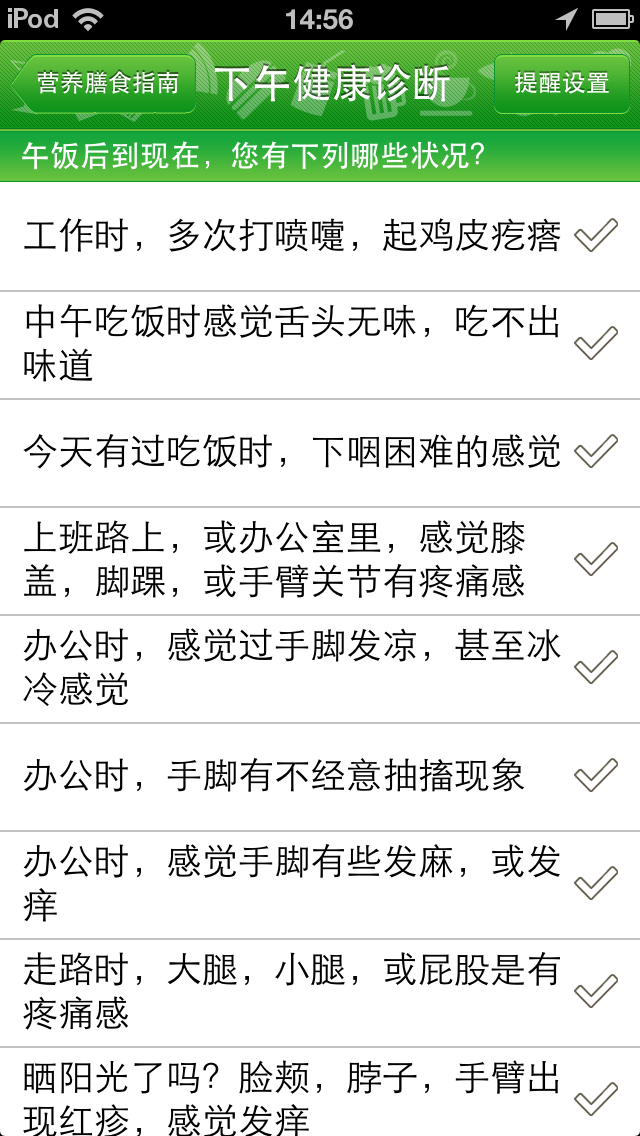 iPod 14:56
营养膳食指南 下午健康诊断 提醒设置
午饭后到现在，您有下列哪些状况？
工作时，多次打喷嚏，起鸡皮疙瘩
中午吃饭时感觉舌头无味，吃不出
味道
今天有过吃饭时，下咽困难的感觉
上班路上，或办公室里，感觉膝
盖，脚踝，或手臂关节有疼痛感
办公时，感觉过手脚发凉，甚至冰
冷感觉
办公时，手脚有不经意抽搐现象
办公时，感觉手脚有些发麻，或发
痒
走路时，大腿，小腿，或屁股是有
疼痛感
晒阳光了吗？脸颊，脖子，手臂出
现红疹，感觉发痒